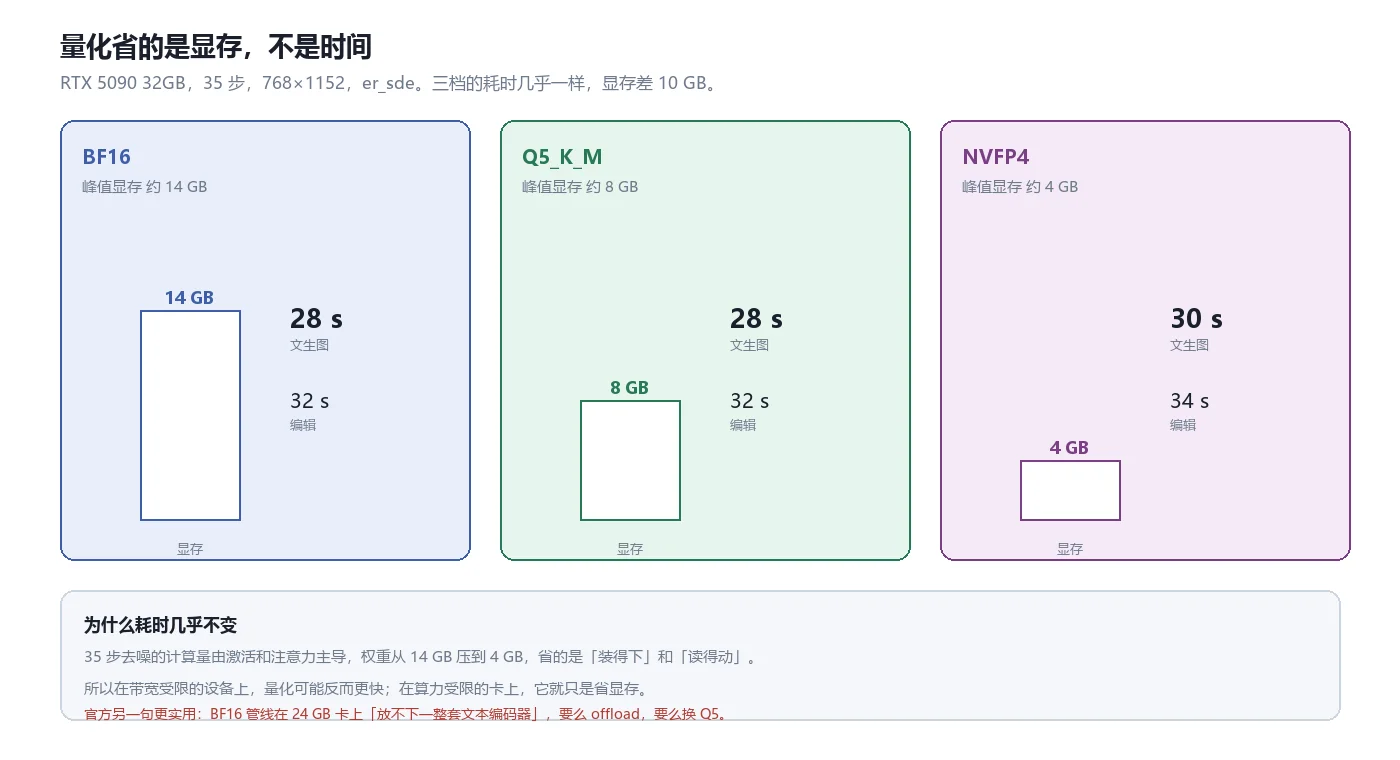 量化省的是显存，不是时间
RTX 5090 32GB，35 步，768×1152，er_sde。三档的耗时几乎一样，显存差 10 GB。
BF16
峰值显存 约 14 GB
14 GB
28 s
文生图
32 s
编辑
显存
Q5_K_M
峰值显存 约 8 GB
28 s
文生图
8 GB
32 s
编辑
显存
NVFP4
峰值显存 约 4 GB
30 s
文生图
34 s
编辑
4 GB
显存
为什么耗时几乎不变
35 步去噪的计算量由激活和注意力主导，权重从 14 GB 压到 4 GB，省的是「装得下」和「读得动」。
所以在带宽受限的设备上，量化可能反而更快；在算力受限的卡上，它就只是省显存。
官方另一句更实用：BF16 管线在 24 GB 卡上「放不下一整套文本编码器」，要么 offload，要么换 Q5。